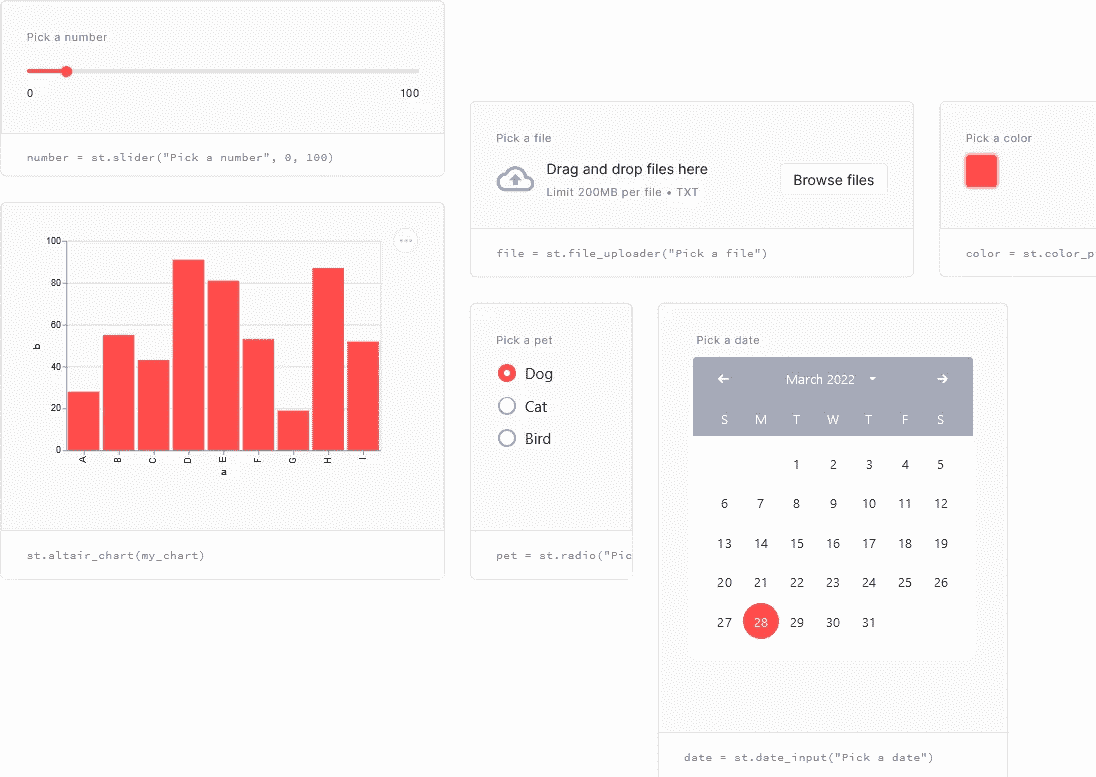 Pick a number
0 100
number = st.slider("Pick a number", 0, 100)
100
80
60
40
20
0
b
A B C D E F G H I
a
st.altair_chart(my_chart)
Pick a file
Drag and drop files here
Limit 200MB per file • TXT
Browse files
file = st.file_uploader("Pick a file")
Pick a color
color = st.color_p
Pick a pet
Dog
Cat
Bird
pet = st.radio("Pic
Pick a date
March 2022
S M T W T F S
1 2 3 4 5
6 7 8 9 10 11 12
13 14 15 16 17 18 19
20 21 22 23 24 25 26
27 28 29 30 31
date = st.date_input("Pick a date")